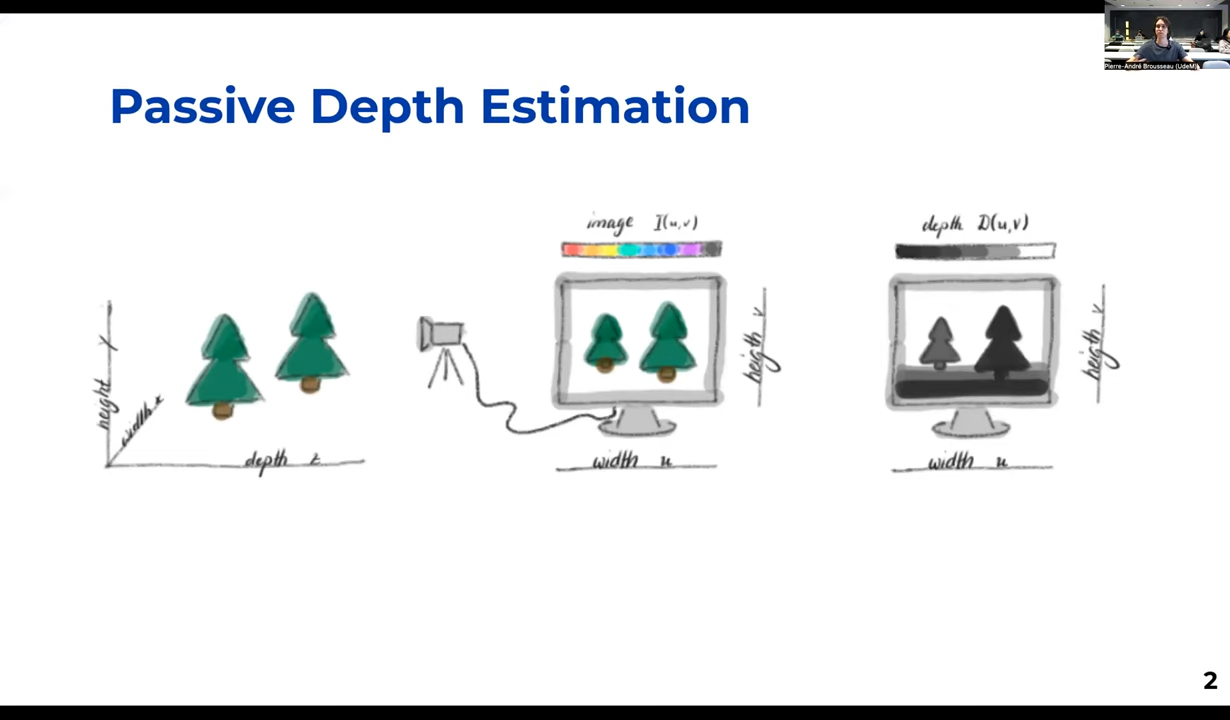 Pierre-André Brousseau (UdeM)
Passive Depth Estimation
image I(u,v)
depth D(u,v)
height y
width x
depth z
width u
heigth v
width u
heigth v
2